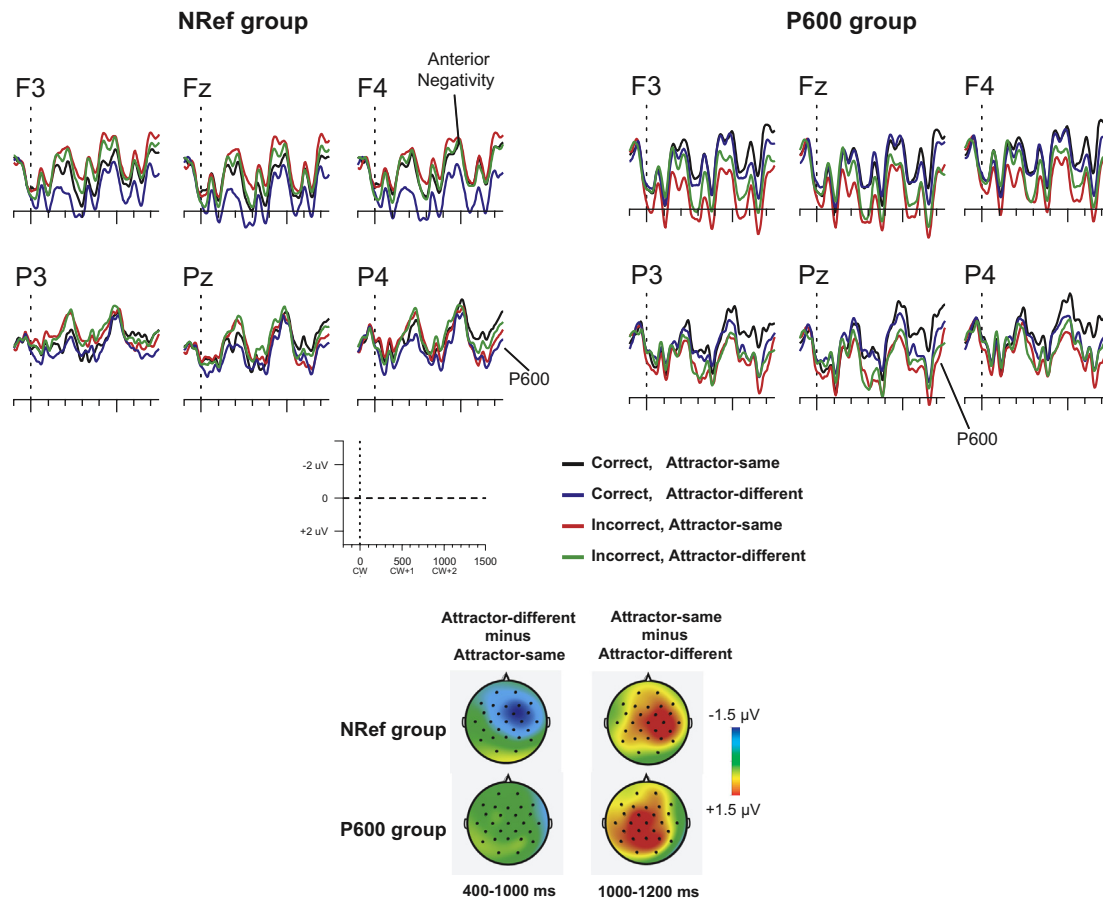 NRef group
P600 group
F3
Fz
F4
Anterior
Negativity
F3
Fz
F4
P3
Pz
P4
P600
P3
Pz
P4
P600
-2 uV
0
+2 uV
0
500
1000
1500
CW
CW+1
CW+2
Correct, Attractor-same
Correct, Attractor-different
Incorrect, Attractor-same
Incorrect, Attractor-different
Attractor-different
minus
Attractor-same
Attractor-same
minus
Attractor-different
NRef group
-1.5 µV
+1.5 µV
P600 group
400-1000 ms
1000-1200 ms